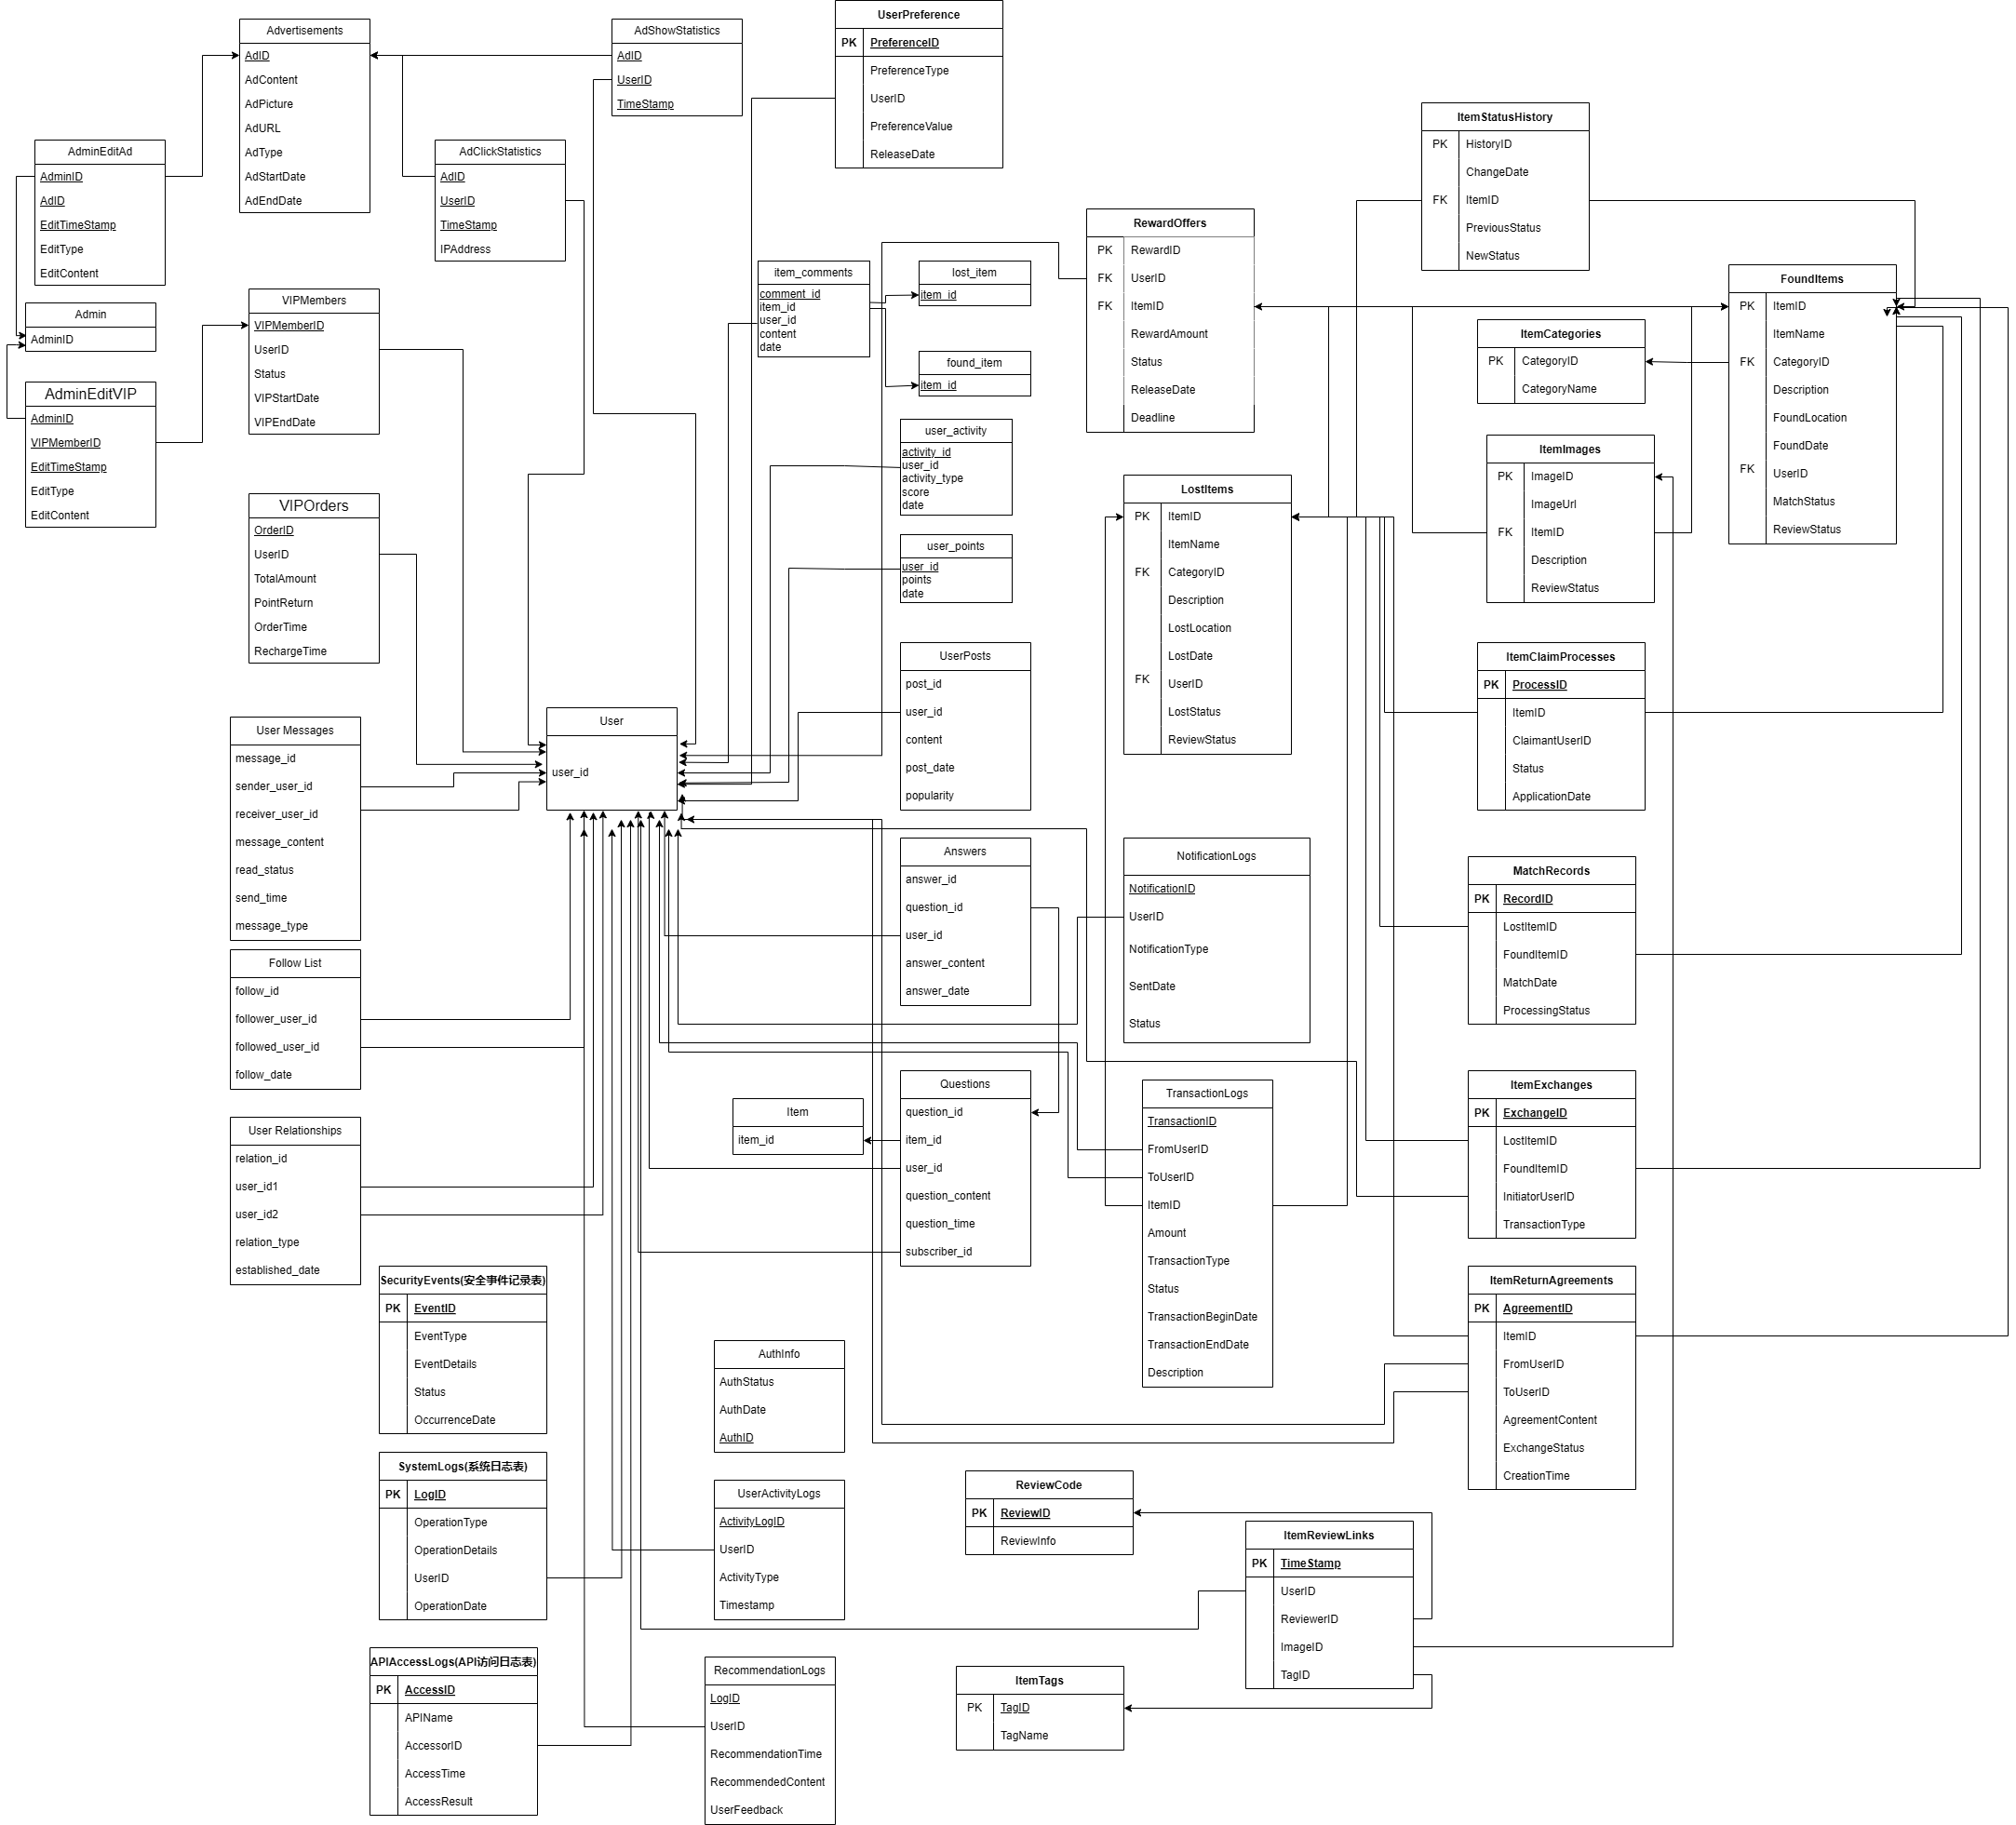 Advertisements
AdID
AdContent
AdPicture
AdURL
AdType
AdStartDate
AdEndDate
AdShowStatistics
AdID
UserID
TimeStamp
UserPreference
PK PreferenceID
PreferenceType
UserID
PreferenceValue
ReleaseDate
AdminEditAd
AdminID
AdID
EditTimeStamp
EditType
EditContent
AdClickStatistics
AdID
UserID
TimeStamp
IPAddress
ItemStatusHistory
PK HistoryID
ChangeDate
FK ItemID
PreviousStatus
NewStatus
RewardOffers
PK RewardID
FK UserID
FK ItemID
RewardAmount
Status
ReleaseDate
Deadline
item_comments
comment_id
item_id
user_id
content
date
lost_item
item_id
found_item
item_id
FoundItems
PK ItemID
ItemName
FK CategoryID
Description
FoundLocation
FoundDate
FK UserID
MatchStatus
ReviewStatus
Admin
AdminID
VIPMembers
VIPMemberID
UserID
Status
VIPStartDate
VIPEndDate
ItemCategories
PK CategoryID
CategoryName
AdminEditVIP
AdminID
VIPMemberID
EditTimeStamp
EditType
EditContent
user_activity
activity_id
user_id
activity_type
score
date
ItemImages
PK ImageID
ImageUrl
FK ItemID
Description
ReviewStatus
LostItems
PK ItemID
ItemName
FK CategoryID
Description
LostLocation
LostDate
FK UserID
LostStatus
ReviewStatus
VIPOrders
OrderID
UserID
TotalAmount
PointReturn
OrderTime
RechargeTime
user_points
user_id
points
date
UserPosts
post_id
user_id
content
post_date
popularity
ItemClaimProcesses
PK ProcessID
ItemID
ClaimantUserID
Status
ApplicationDate
User
user_id
User Messages
message_id
sender_user_id
receiver_user_id
message_content
read_status
send_time
message_type
Answers
answer_id
question_id
user_id
answer_content
answer_date
NotificationLogs
NotificationID
UserID
NotificationType
SentDate
Status
MatchRecords
PK RecordID
LostItemID
FoundItemID
MatchDate
ProcessingStatus
Follow List
follow_id
follower_user_id
followed_user_id
follow_date
Questions
question_id
item_id
user_id
question_content
question_time
subscriber_id
Item
item_id
TransactionLogs
TransactionID
FromUserID
ToUserID
ItemID
Amount
TransactionType
Status
TransactionBeginDate
TransactionEndDate
Description
ItemExchanges
PK ExchangeID
LostItemID
FoundItemID
InitiatorUserID
TransactionType
User Relationships
relation_id
user_id1
user_id2
relation_type
established_date
SecurityEvents(安全事件记录表)
PK EventID
EventType
EventDetails
Status
OccurrenceDate
ItemReturnAgreements
PK AgreementID
ItemID
FromUserID
ToUserID
AgreementContent
ExchangeStatus
CreationTime
AuthInfo
AuthStatus
AuthDate
AuthID
SystemLogs(系统日志表)
PK LogID
OperationType
OperationDetails
UserID
OperationDate
UserActivityLogs
ActivityLogID
UserID
ActivityType
Timestamp
ReviewCode
PK ReviewID
ReviewInfo
ItemReviewLinks
PK TimeStamp
UserID
ReviewerID
ImageID
TagID
APIAccessLogs(API访问日志表)
PK AccessID
APIName
AccessorID
AccessTime
AccessResult
RecommendationLogs
LogID
UserID
RecommendationTime
RecommendedContent
UserFeedback
ItemTags
PK TagID
TagName